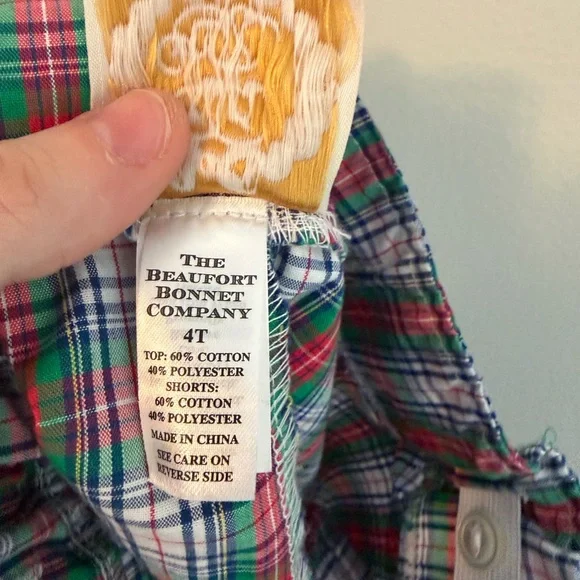 THE
BEAUFORT
BONNET
COMPANY
4T
TOP: 60% COTTON
40% POLYESTER
SHORTS:
60% COTTON
40% POLYESTER
MADE IN CHINA
SEE CARE ON
REVERSE SIDE